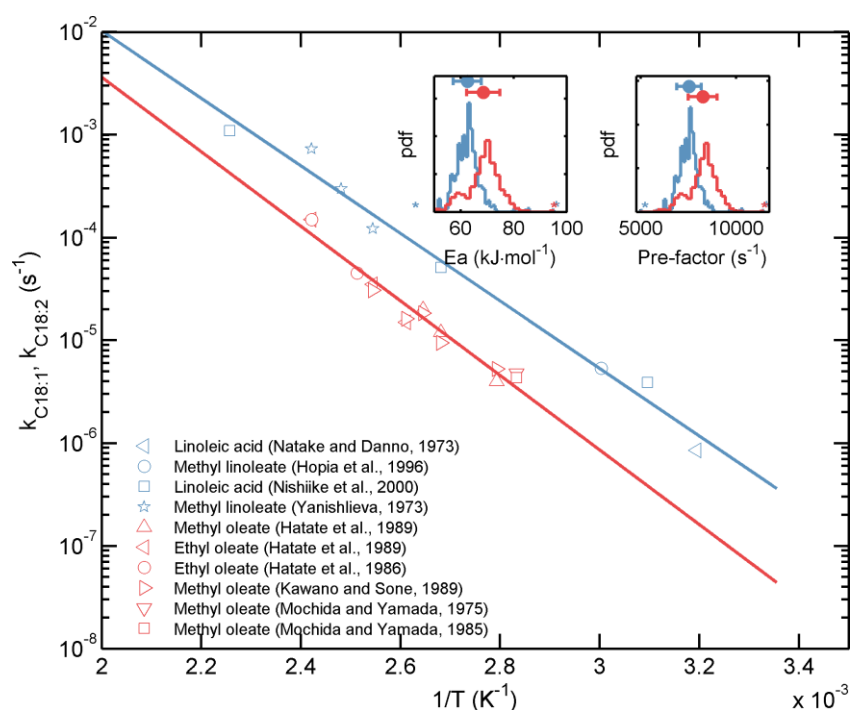 10⁻²
10⁻³
10⁻⁴
10⁻⁵
10⁻⁶
10⁻⁷
10⁻⁸
k_C18:1, k_C18:2 (s⁻¹)
pdf
60 80 100
Ea (kJ·mol⁻¹)
pdf
5000 10000
Pre-factor (s⁻¹)
Linoleic acid (Natake and Danno, 1973)
Methyl linoleate (Hopia et al., 1996)
Linoleic acid (Nishiike et al., 2000)
Methyl linoleate (Yanishlieva, 1973)
Methyl oleate (Hatate et al., 1989)
Ethyl oleate (Hatate et al., 1989)
Ethyl oleate (Hatate et al., 1986)
Methyl oleate (Kawano and Sone, 1989)
Methyl oleate (Mochida and Yamada, 1975)
Methyl oleate (Mochida and Yamada, 1985)
2 2.2 2.4 2.6 2.8 3 3.2 3.4
1/T (K⁻¹)
x 10⁻³